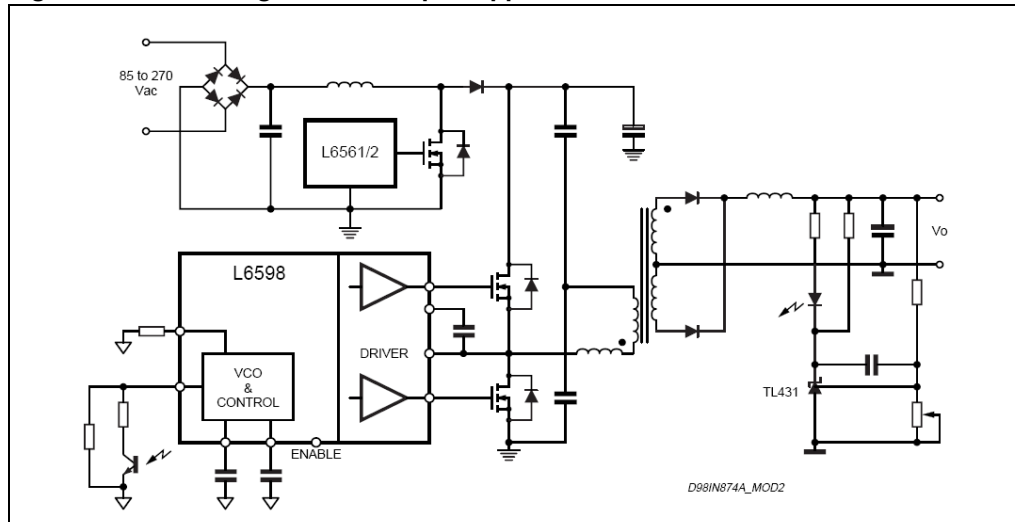 85 to 270
Vac
L6561/2
Vo
L6598
DRIVER
VCO
&
CONTROL
TL431
ENABLE
D98IN874A_MOD2